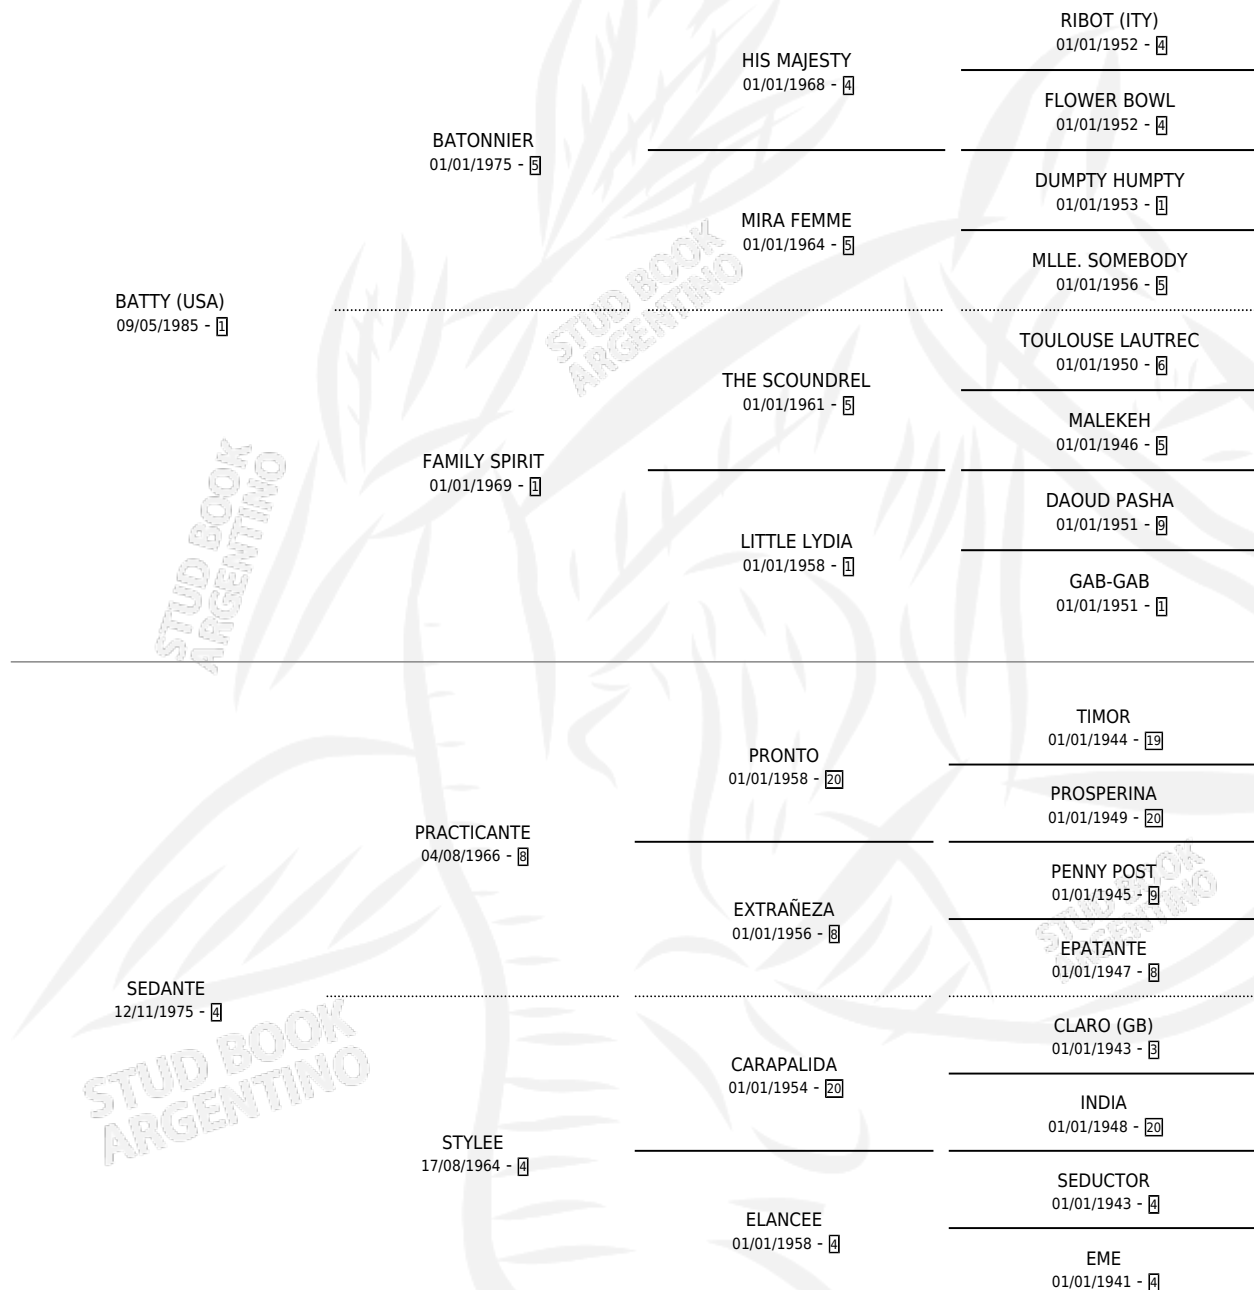 RIBOT (ITY)
01/01/1952 - 4
HIS MAJESTY
01/01/1968 - 4
FLOWER BOWL
01/01/1952 - 4
BATONNIER
01/01/1975 - 5
DUMPTY HUMPTY
01/01/1953 - 1
MIRA FEMME
01/01/1964 - 5
MLLE. SOMEBODY
01/01/1956 - 5
BATTY (USA)
09/05/1985 - 1
STUD BOOK
ARGENTINO
TOULOUSE LAUTREC
01/01/1950 - 6
THE SCOUNDREL
01/01/1961 - 5
MALEKEH
01/01/1946 - 5
FAMILY SPIRIT
01/01/1969 - 1
DAOUD PASHA
01/01/1951 - 9
LITTLE LYDIA
01/01/1958 - 1
GAB-GAB
01/01/1951 - 1
STUD BOOK
ARGENTINO
TIMOR
01/01/1944 - 19
PRONTO
01/01/1958 - 20
PROSPERINA
01/01/1949 - 20
PRACTICANTE
04/08/1966 - 8
PENNY POST
01/01/1945 - 9
EXTRAÑEZA
01/01/1956 - 8
EPATANTE
01/01/1947 - 8
STUD BOOK
ARGENTINO
SEDANTE
12/11/1975 - 4
CLARO (GB)
01/01/1943 - 3
CARAPALIDA
01/01/1954 - 20
INDIA
01/01/1948 - 20
STUD BOOK
ARGENTINO
STYLEE
17/08/1964 - 4
SEDUCTOR
01/01/1943 - 4
ELANCEE
01/01/1958 - 4
EME
01/01/1941 - 4